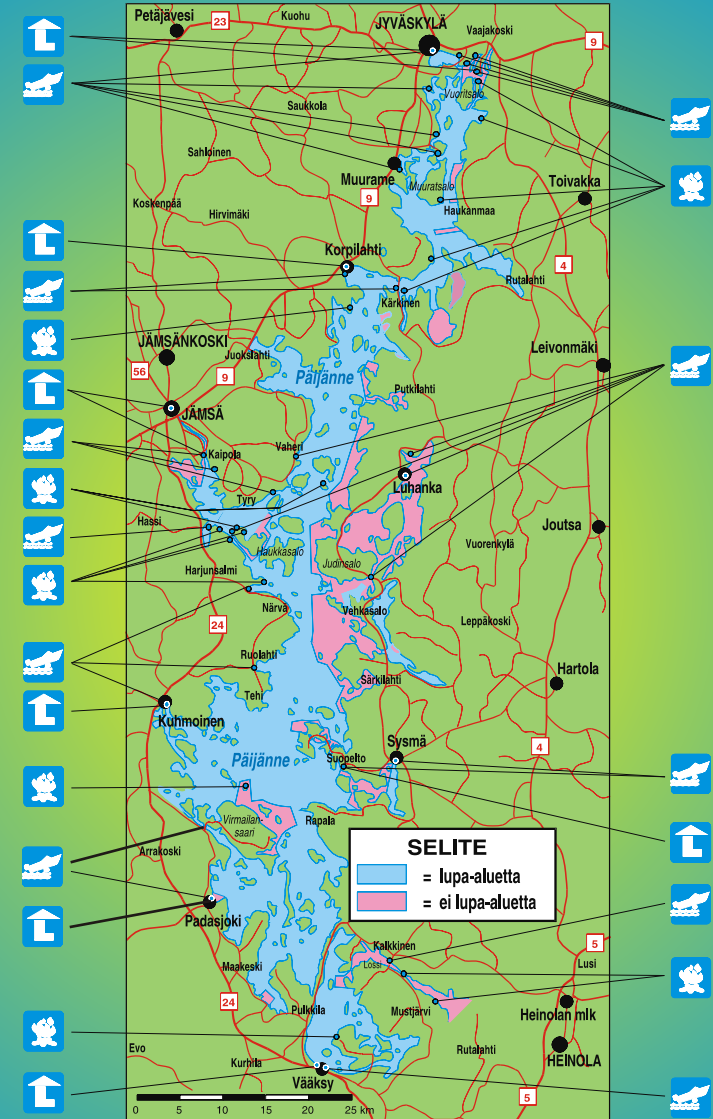 Petäjävesi
Kuohu
23
JYVÄSKYLÄ
Vaajakoski
9
Vuoritsalo
Saukkola
Sahloinen
Muurame
Muuratsalo
Toivakka
Koskenpää
9
Haukanmaa
Hirvimäki
Korpilahti
4
Rutalahti
Kärkinen
JÄMSÄNKOSKI
Juokslahti
Leivonmäki
56
9
Päijänne
Putkilahti
JÄMSÄ
Vaheri
Kaipola
Luhanka
Tyry
Hassi
Joutsa
Haukkasalo
Vuorenkylä
Judinsalo
Harjunsalmi
Närvä
Vehkasalo
Leppäkoski
24
Ruolahti
Särkilahti
Hartola
Tehi
Kuhmoinen
Sysmä
4
Päijänne
Suopelto
Virmailan-
saari
Rapala
Arrakoski
SELITE
= lupa-aluetta
= ei lupa-aluetta
Padasjoki
Kalkkinen
5
Lossi
Lusi
Maakeski
24
Pulkkila
Mustjärvi
Heinolan mlk
Evo
Kurhila
Rutalahti
HEINOLA
Vääksy
5
0 5 10 15 20 25 km